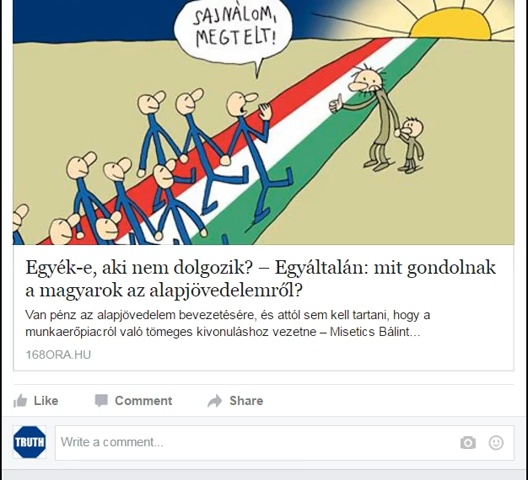 SAJNÁLOM,
MEGTELT!
Egyék-e, aki nem dolgozik? – Egyáltalán: mit gondolnak
a magyarok az alapjövedelemről?
Van pénz az alapjövedelem bevezetésére, és attól sem kell tartani, hogy a
munkaerőpiacról való tömeges kivonuláshoz vezetne – Misetics Bálint...
168ORA.HU
Like Comment Share
TRUTH Write a comment...